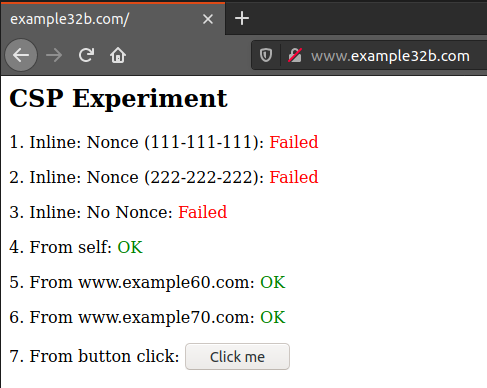 example32b.com/
www.example32b.com
CSP Experiment
1. Inline: Nonce (111-111-111): Failed
2. Inline: Nonce (222-222-222): Failed
3. Inline: No Nonce: Failed
4. From self: OK
5. From www.example60.com: OK
6. From www.example70.com: OK
7. From button click: Click me